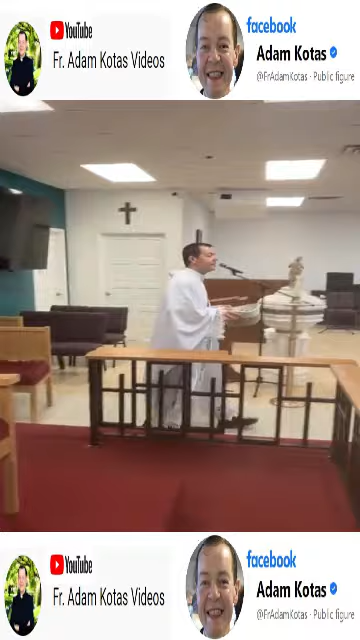 YouTube
Fr. Adam Kotas Videos
facebook
Adam Kotas
@FrAdamKotas · Public figure
YouTube
Fr. Adam Kotas Videos
facebook
Adam Kotas
@FrAdamKotas · Public figure